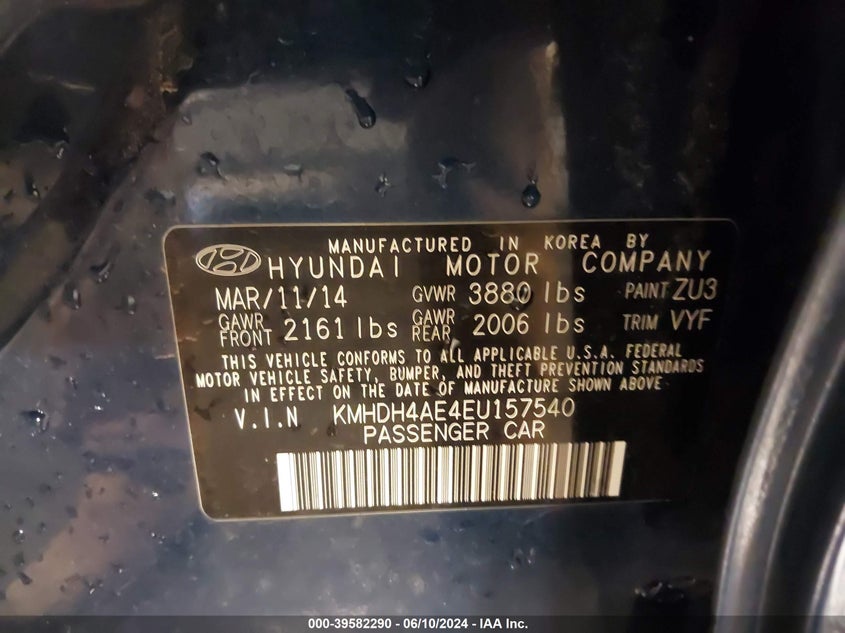 MANUFACTURED IN KOREA BY
HYUNDAI MOTOR COMPANY
MAR/11/14 GVWR 3880 lbs PAINT ZU3
GAWR FRONT 2161 lbs GAWR REAR 2006 lbs TRIM VYF
THIS VEHICLE CONFORMS TO ALL APPLICABLE U.S.A. FEDERAL
MOTOR VEHICLE SAFETY, BUMPER, AND THEFT PREVENTION STANDARDS
IN EFFECT ON THE DATE OF MANUFACTURE SHOWN ABOVE
V.I.N KMHDH4AE4EU157540
PASSENGER CAR
000-39582290 - 06/10/2024 - IAA Inc.